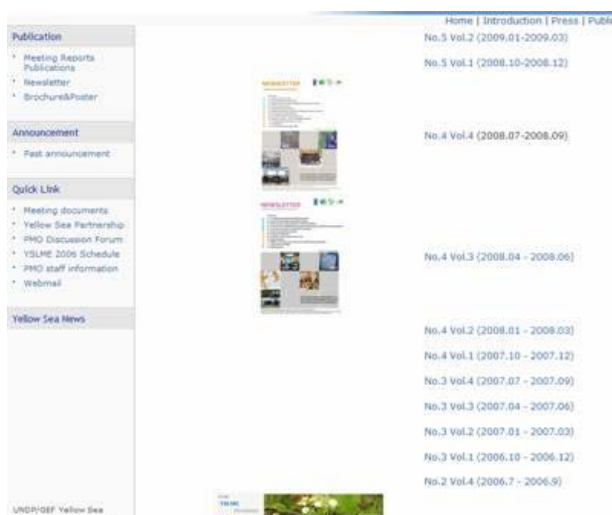 Home | Introduction | Press | Publi
Publication
Meeting Reports
Publications
Newsletter
Brochure&Poster
Announcement
Past announcement
Quick Link
Meeting documents
Yellow Sea Partnership
PMO Discussion Forum
YSLME 2006 Schedule
PMO staff information
Webmail
Yellow Sea News
UNDP/GEF Yellow Sea
No.5 Vol.2 (2009.01-2009.03)
No.5 Vol.1 (2008.10-2008.12)
NEWSLETTER
No.4 Vol.4 (2008.07-2008.09)
NEWSLETTER
No.4 Vol.3 (2008.04 - 2008.06)
No.4 Vol.2 (2008.01 - 2008.03)
No.4 Vol.1 (2007.10 - 2007.12)
No.3 Vol.4 (2007.07 - 2007.09)
No.3 Vol.3 (2007.04 - 2007.06)
No.3 Vol.2 (2007.01 - 2007.03)
No.3 Vol.1 (2006.10 - 2006.12)
No.2 Vol.4 (2006.7 - 2006.9)
YSLME